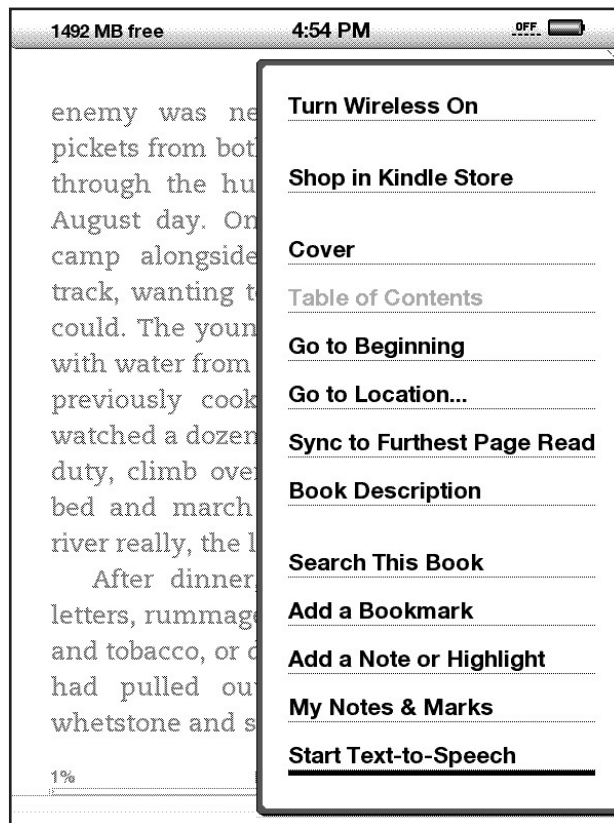 1492 MB free 4:54 PM OFF
enemy was ne
pickets from bot
through the hu
August day. On
camp alongside
track, wanting t
could. The youn
with water from
previously cook
watched a dozen
duty, climb ove
bed and march
river really, the l
After dinner,
letters, rummage
and tobacco, or d
had pulled ou
whetstone and s
1%
Turn Wireless On
Shop in Kindle Store
Cover
Table of Contents
Go to Beginning
Go to Location...
Sync to Furthest Page Read
Book Description
Search This Book
Add a Bookmark
Add a Note or Highlight
My Notes & Marks
Start Text-to-Speech